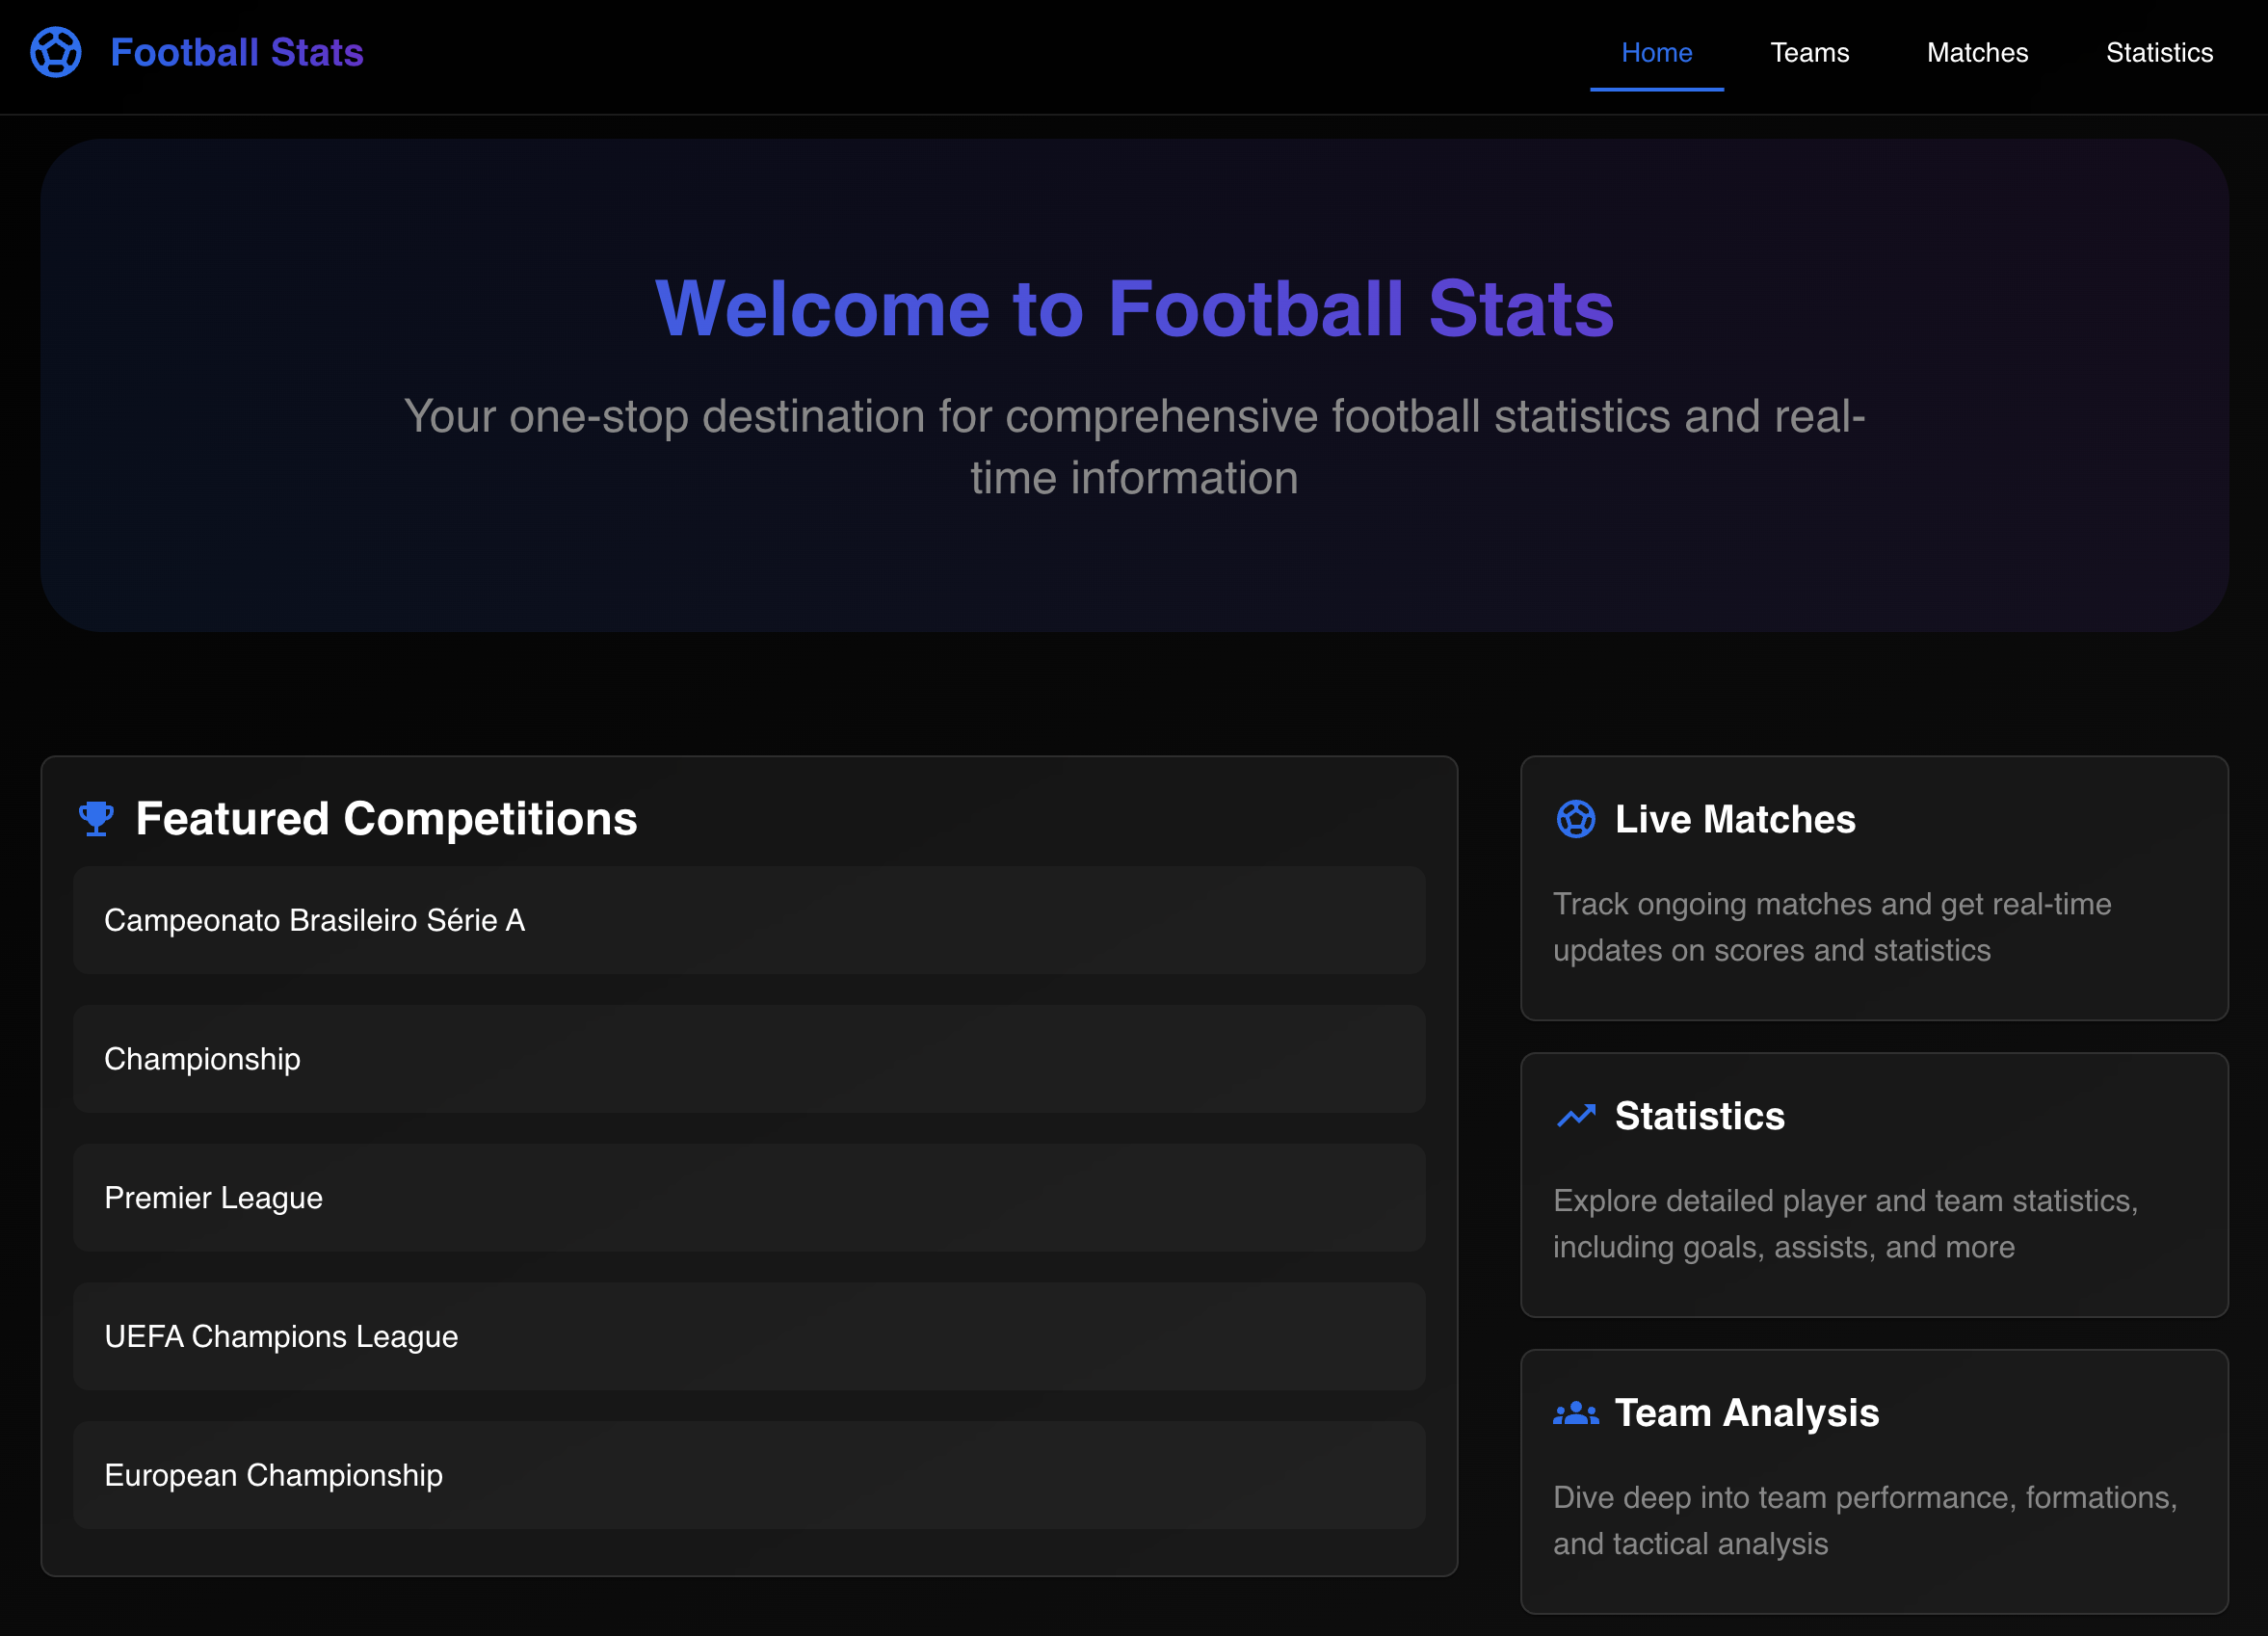 Football Stats
Home
Teams
Matches
Statistics
Welcome to Football Stats
Your one-stop destination for comprehensive football statistics and real-
time information
Featured Competitions
Campeonato Brasileiro Série A
Championship
Premier League
UEFA Champions League
European Championship
Live Matches
Track ongoing matches and get real-time
updates on scores and statistics
Statistics
Explore detailed player and team statistics,
including goals, assists, and more
Team Analysis
Dive deep into team performance, formations,
and tactical analysis